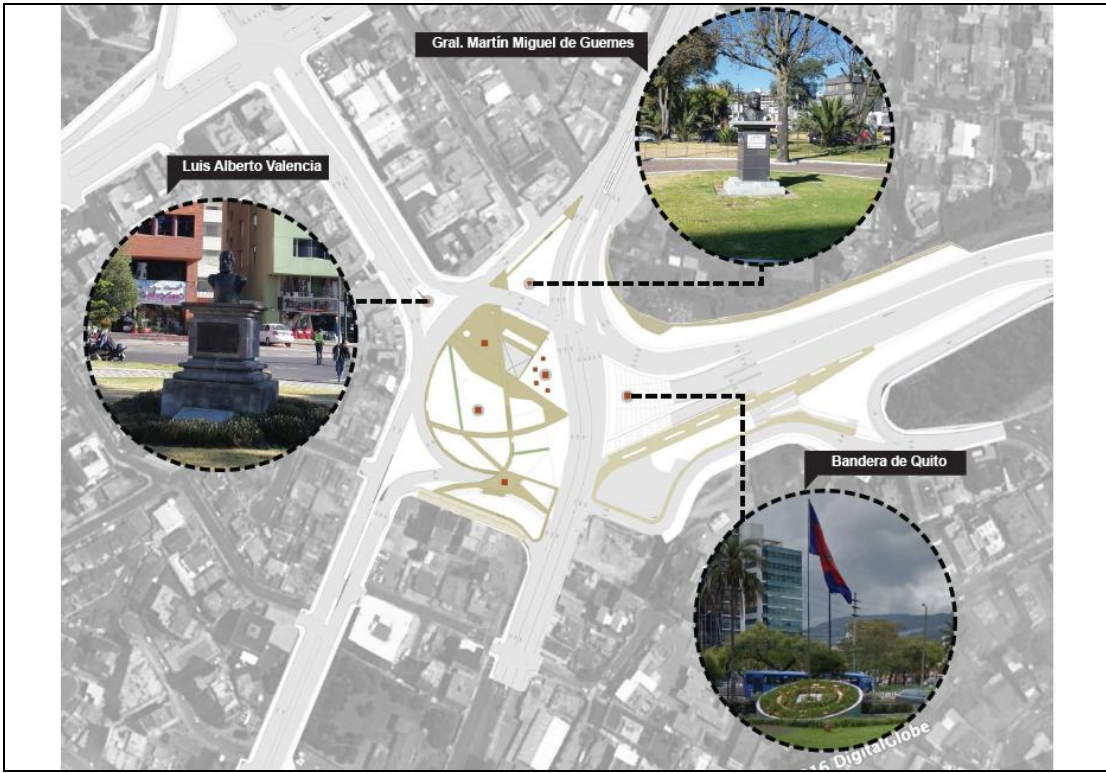 Gral. Martín Miguel de Guemes
Luis Alberto Valencia
Bandera de Quito
16 DigitalGlobe